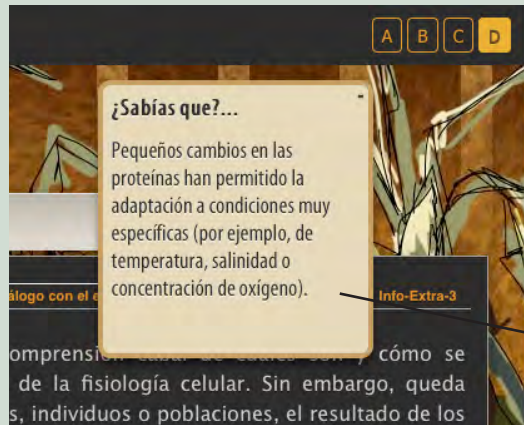 A B C D
¿Sabías que?... -
Pequeños cambios en las
proteínas han permitido la
adaptación a condiciones muy
específicas (por ejemplo, de
temperatura, salinidad o
concentración de oxígeno).
álogo con el e Info-Extra-3
cómo se
de la fisiología celular. Sin embargo, queda
s, individuos o poblaciones, el resultado de los